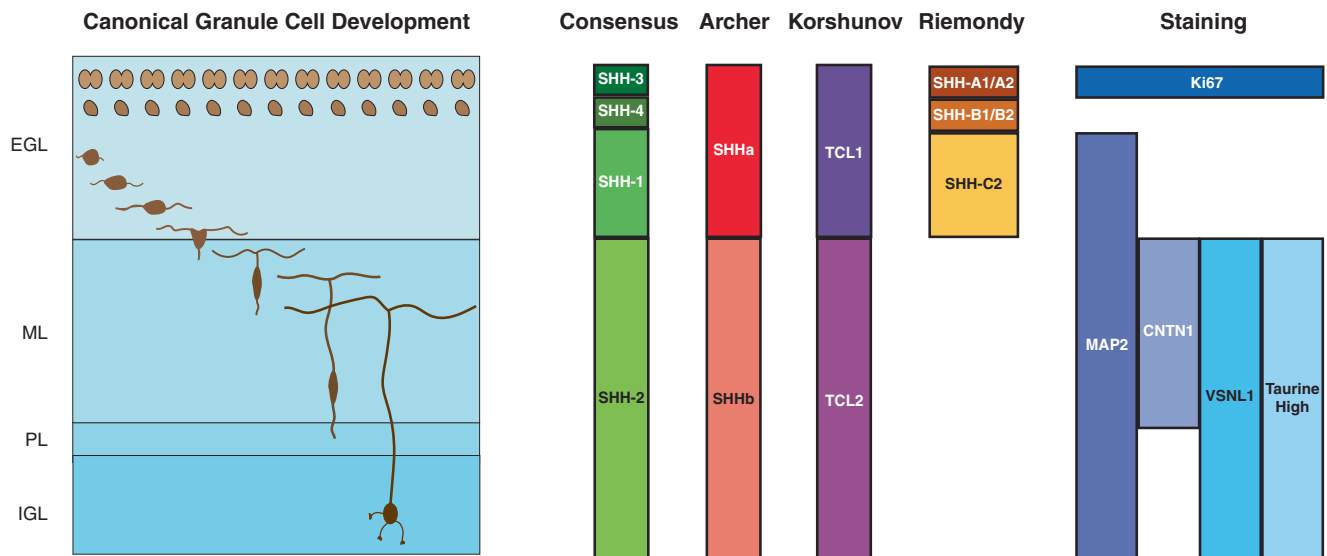 Canonical Granule Cell Development
Consensus
Archer
Korshunov
Riemondy
Staining
EGL
ML
PL
IGL
SHH-3
SHH-4
SHH-1
SHH-2
SHHa
SHHb
TCL1
TCL2
SHH-A1/A2
SHH-B1/B2
SHH-C2
Ki67
MAP2
CNTN1
VSNL1
Taurine
High